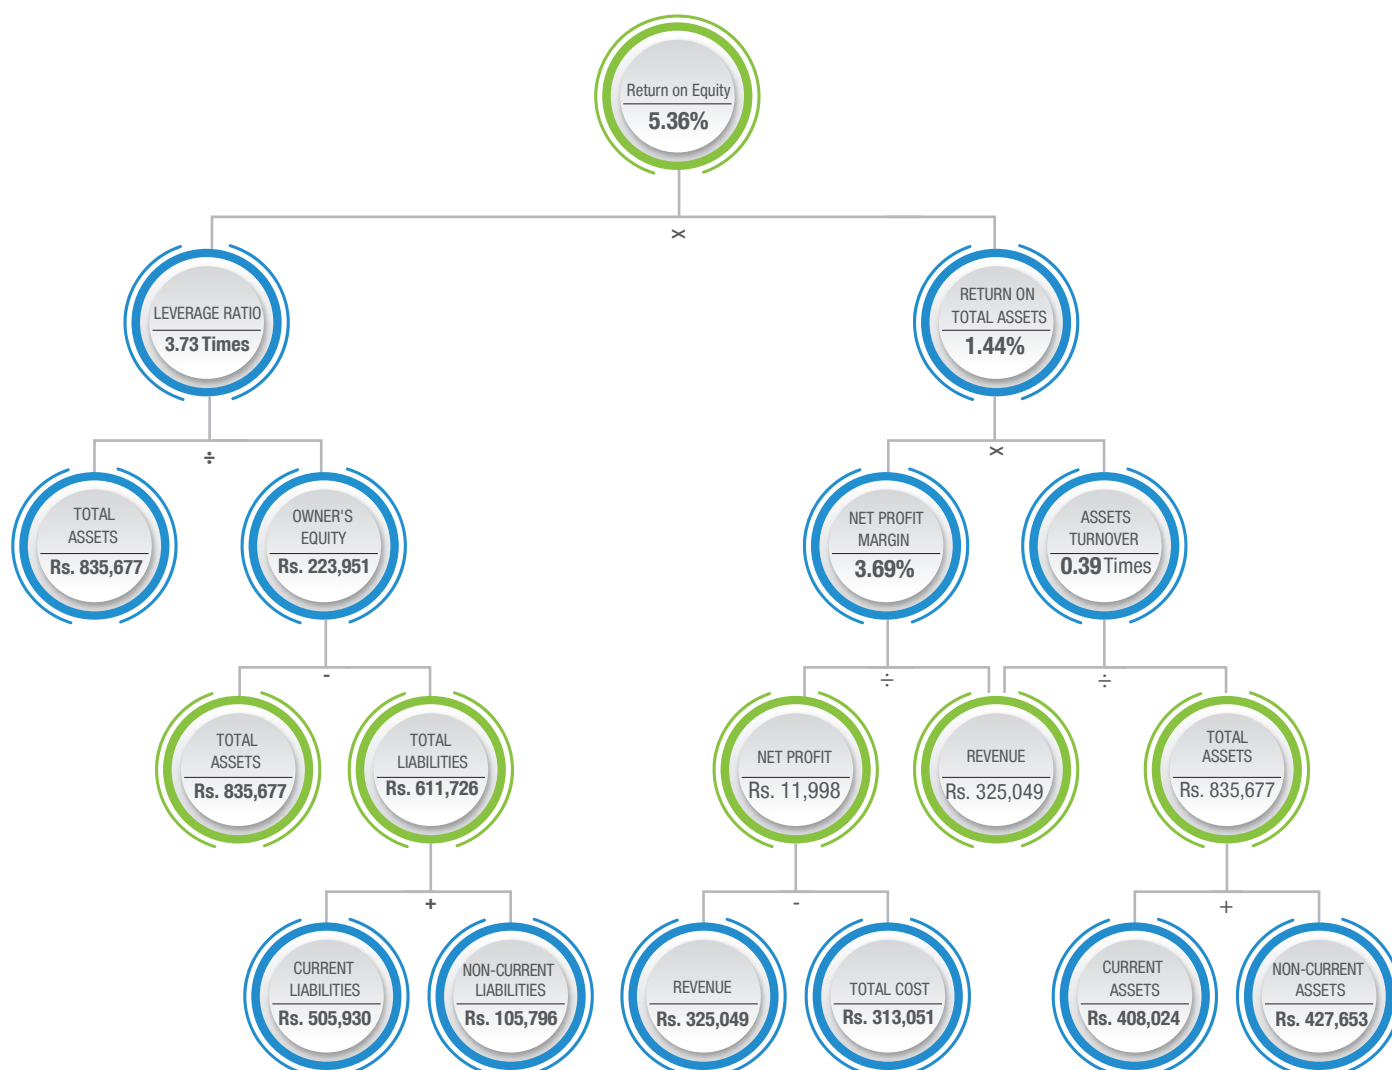 Return on Equity
5.36%
x
LEVERAGE RATIO
3.73 Times
RETURN ON
TOTAL ASSETS
1.44%
÷
x
TOTAL
ASSETS
Rs. 835,677
OWNER'S
EQUITY
Rs. 223,951
NET PROFIT
MARGIN
3.69%
ASSETS
TURNOVER
0.39 Times
-
÷
÷
TOTAL
ASSETS
Rs. 835,677
TOTAL
LIABILITIES
Rs. 611,726
NET PROFIT
Rs. 11,998
REVENUE
Rs. 325,049
TOTAL
ASSETS
Rs. 835,677
+
-
+
CURRENT
LIABILITIES
Rs. 505,930
NON-CURRENT
LIABILITIES
Rs. 105,796
REVENUE
Rs. 325,049
TOTAL COST
Rs. 313,051
CURRENT
ASSETS
Rs. 408,024
NON-CURRENT
ASSETS
Rs. 427,653